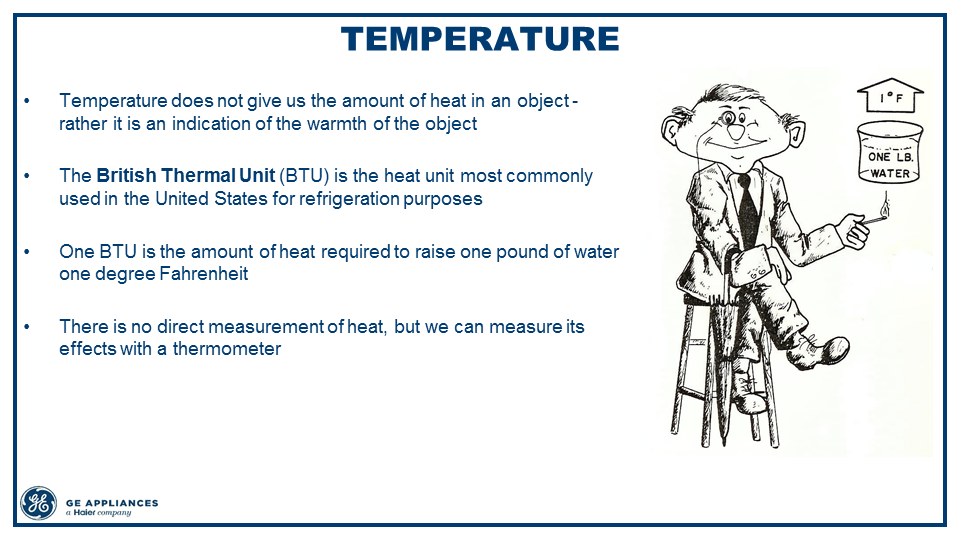 TEMPERATURE
• Temperature does not give us the amount of heat in an object -
rather it is an indication of the warmth of the object
• The British Thermal Unit (BTU) is the heat unit most commonly
used in the United States for refrigeration purposes
• One BTU is the amount of heat required to raise one pound of water
one degree Fahrenheit
• There is no direct measurement of heat, but we can measure its
effects with a thermometer
1°F
ONE LB.
WATER
GE
GE APPLIANCES
a Haier company